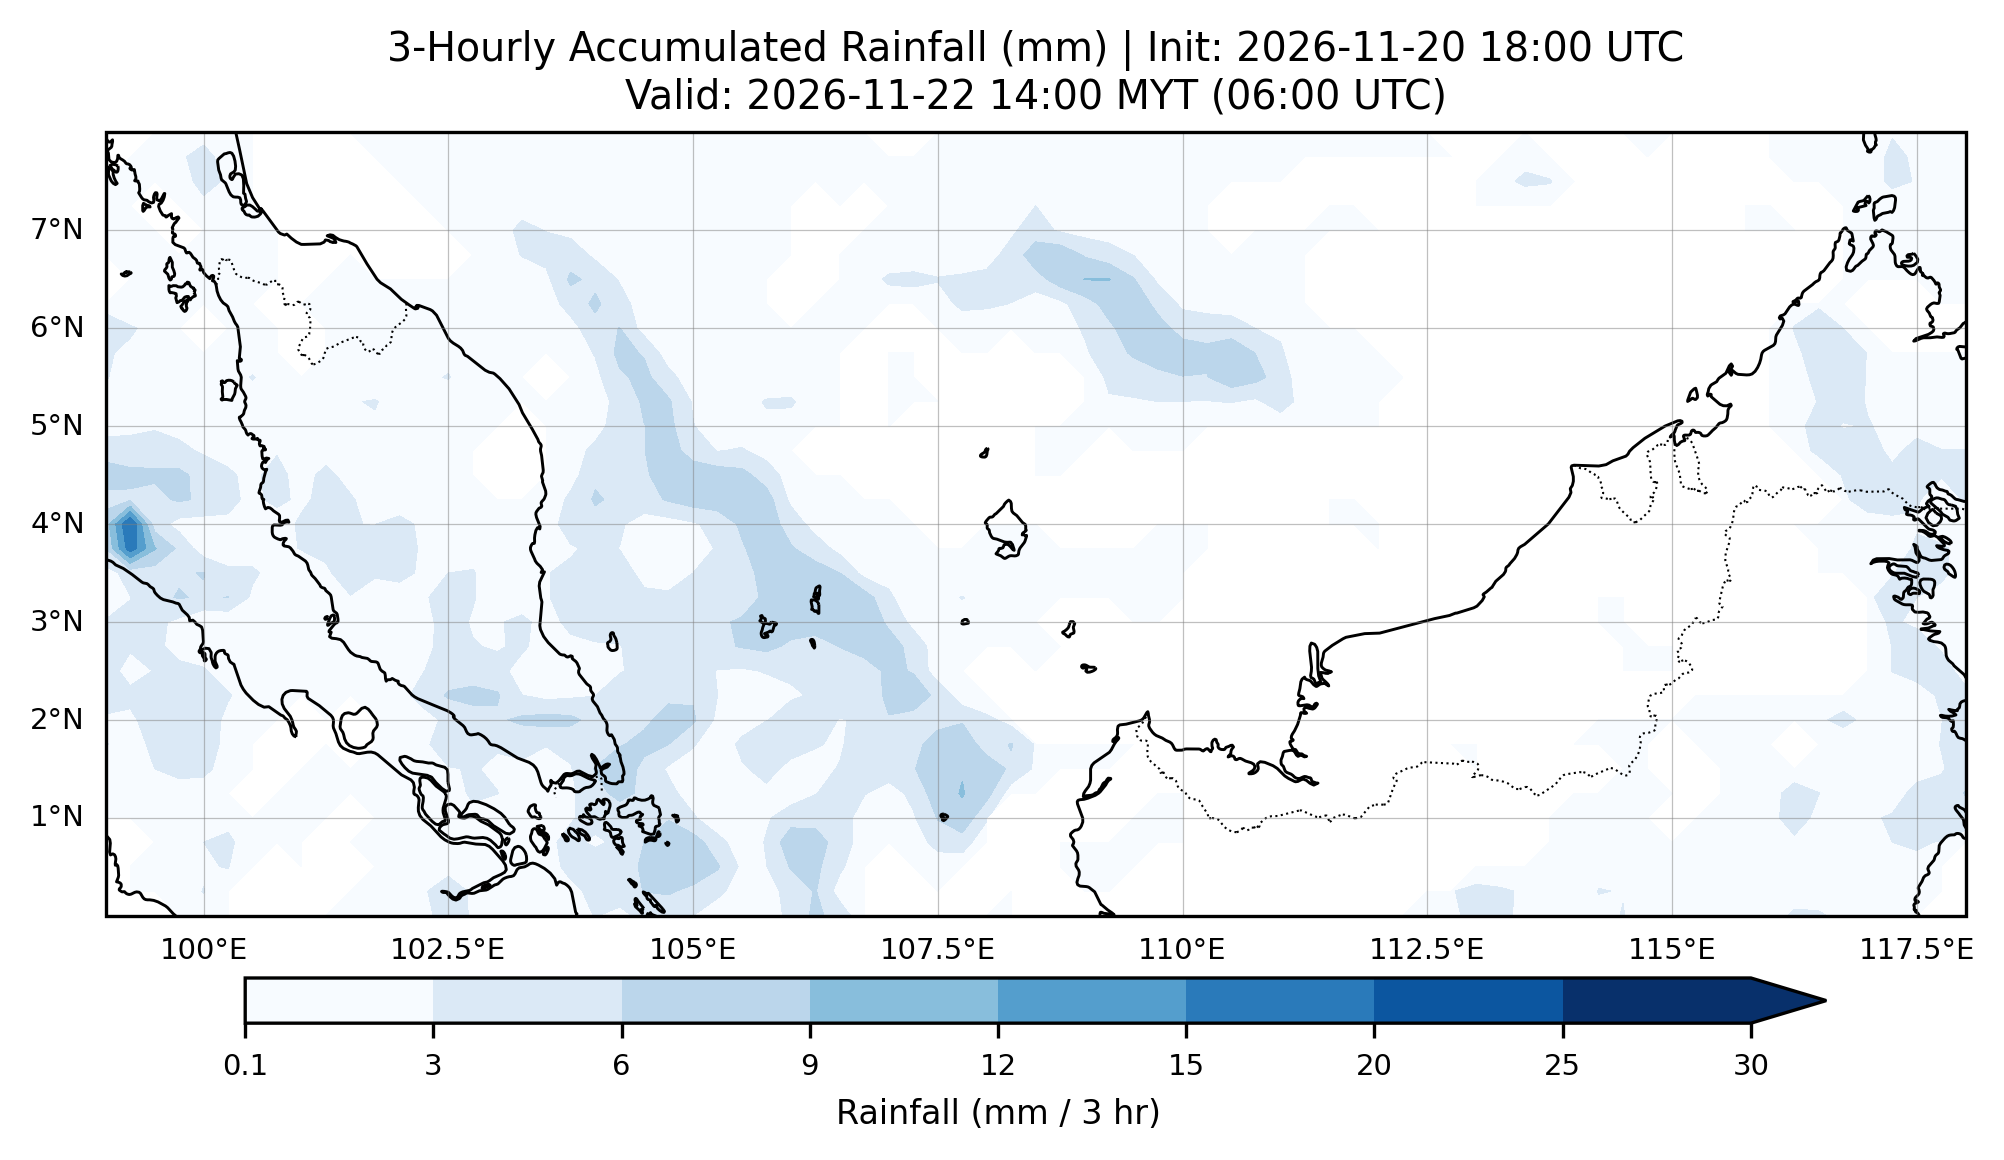 3-Hourly Accumulated Rainfall (mm) | Init: 2026-11-20 18:00 UTC
Valid: 2026-11-22 14:00 MYT (06:00 UTC)
7°N
6°N
5°N
4°N
3°N
2°N
1°N
100°E 102.5°E 105°E 107.5°E 110°E 112.5°E 115°E 117.5°E
0.1 3 6 9 12 15 20 25 30
Rainfall (mm / 3 hr)